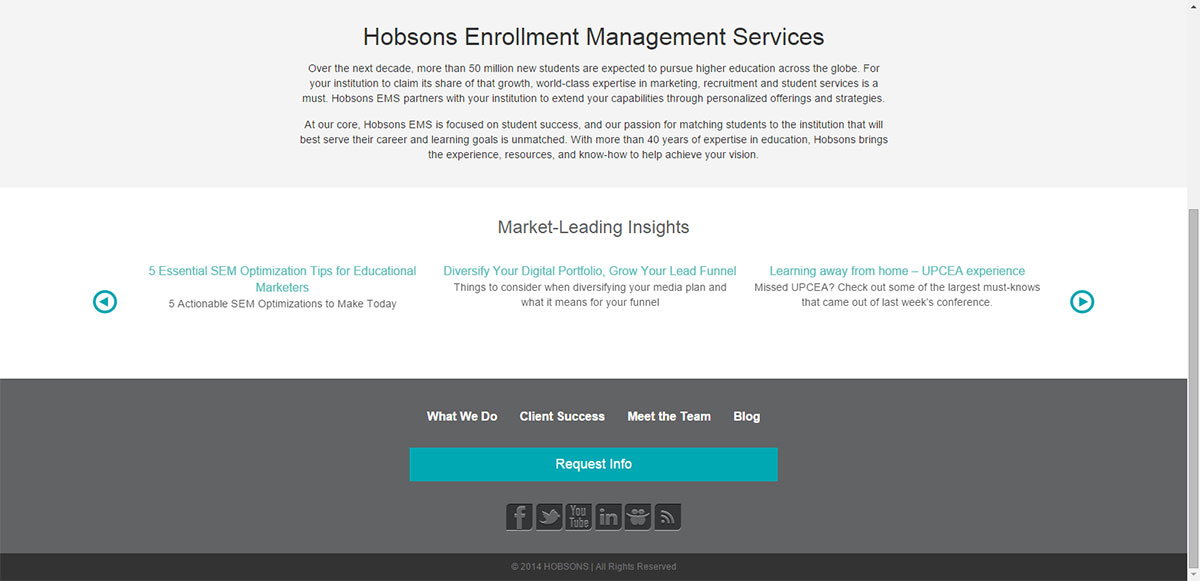 Hobsons Enrollment Management Services
Over the next decade, more than 50 million new students are expected to pursue higher education across the globe. For
your institution to claim its share of that growth, world-class expertise in marketing, recruitment and student services is a
must. Hobsons EMS partners with your institution to extend your capabilities through personalized offerings and strategies.
At our core, Hobsons EMS is focused on student success, and our passion for matching students to the institution that will
best serve their career and learning goals is unmatched. With more than 40 years of expertise in education, Hobsons brings
the experience, resources, and know-how to help achieve your vision.
Market-Leading Insights
5 Essential SEM Optimization Tips for Educational
Marketers
5 Actionable SEM Optimizations to Make Today
Diversify Your Digital Portfolio, Grow Your Lead Funnel
Things to consider when diversifying your media plan and
what it means for your funnel
Learning away from home – UPCEA experience
Missed UPCEA? Check out some of the largest must-knows
that came out of last week’s conference.
What We Do Client Success Meet the Team Blog
Request Info
f You Tube in
© 2014 HOBSONS | All Rights Reserved